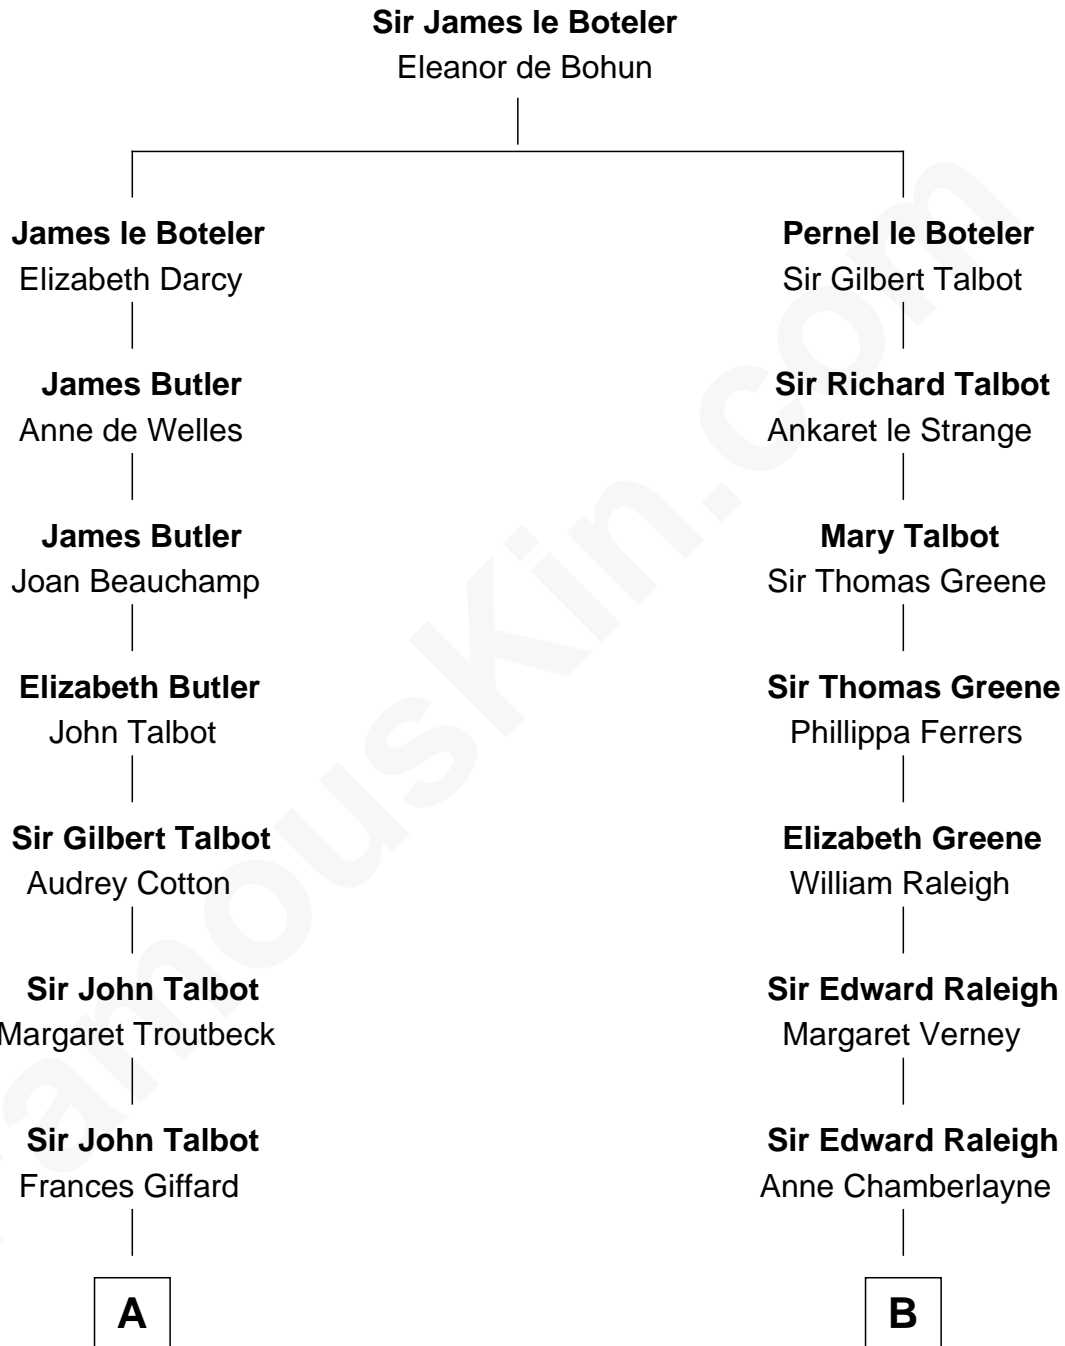 Sir James le Boteler
Eleanor de Bohun
James le Boteler
Elizabeth Darcy
Pernel le Boteler
Sir Gilbert Talbot
James Butler
Anne de Welles
Sir Richard Talbot
Ankaret le Strange
James Butler
Joan Beauchamp
Mary Talbot
Sir Thomas Greene
Elizabeth Butler
John Talbot
Sir Thomas Greene
Phillippa Ferrers
Sir Gilbert Talbot
Audrey Cotton
Elizabeth Greene
William Raleigh
Sir John Talbot
Margaret Troutbeck
Sir Edward Raleigh
Margaret Verney
Sir John Talbot
Frances Giffard
Sir Edward Raleigh
Anne Chamberlayne
A
B
FamousKin.com